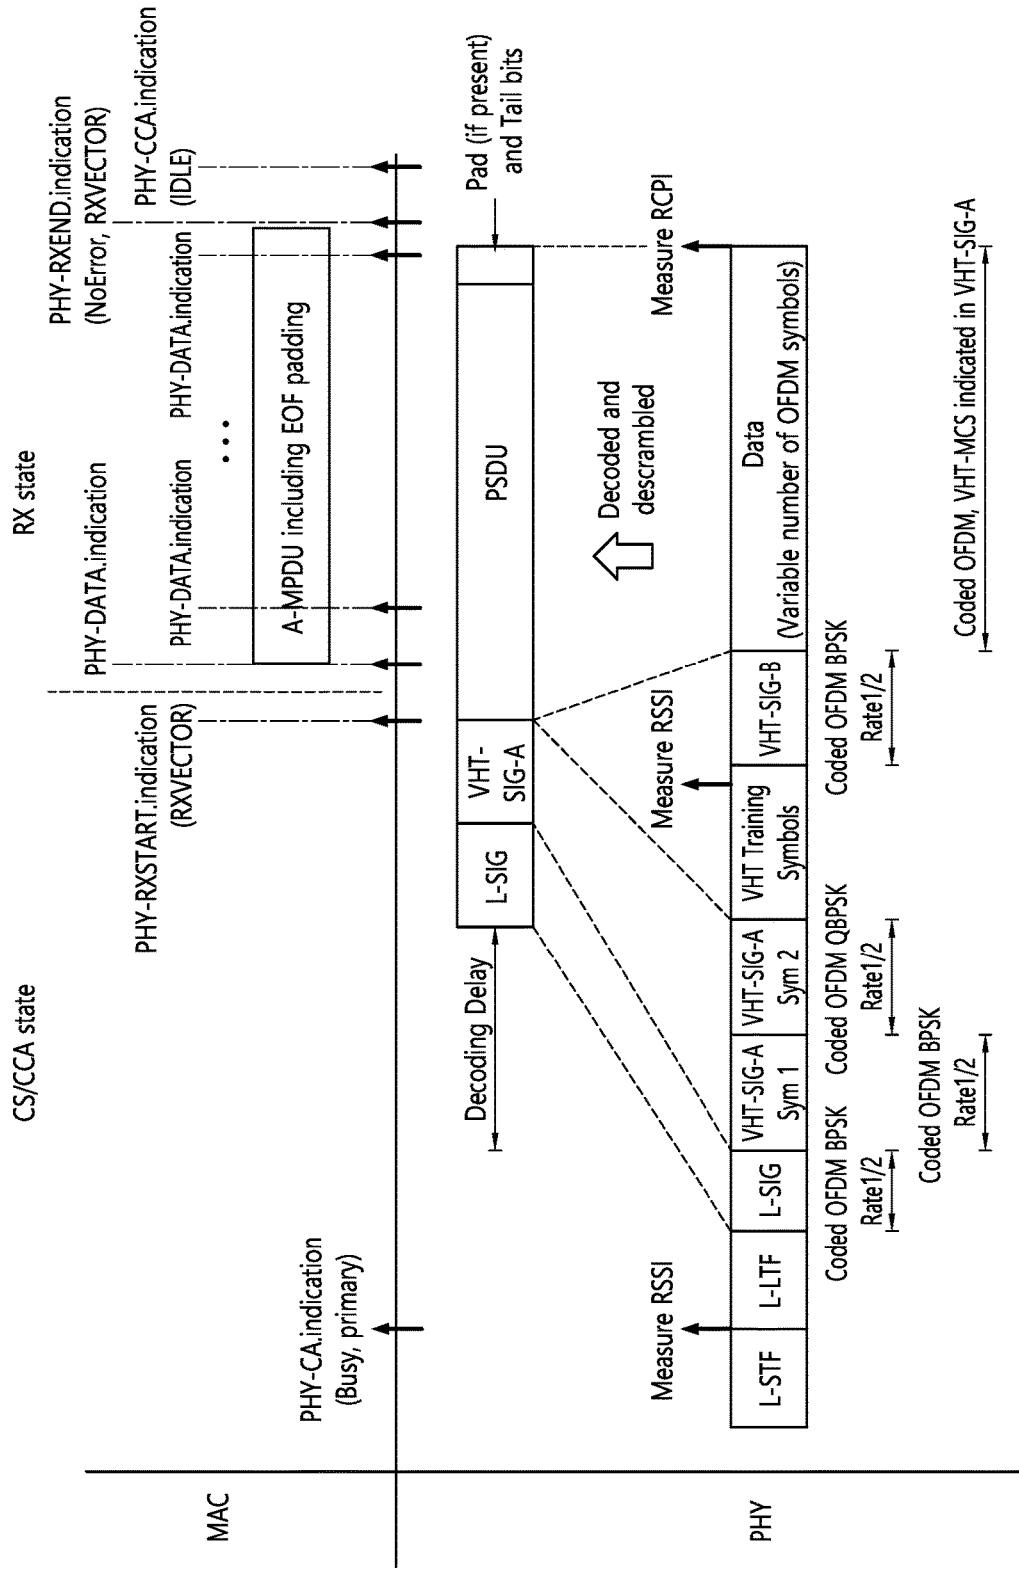 CS/CCA state
RX state
MAC
PHY-CA.indication
(Busy, primary)
PHY-RXSTART.indication
(RXVECTOR)
PHY-DATA.indication
PHY-DATA.indication
...
PHY-DATA.indication
PHY-RXEND.indication
(NoError, RXVECTOR)
PHY-CCA.indication
(IDLE)
A-MPDU including EOF padding
PHY
Decoding Delay
L-SIG
VHT-
SIG-A
PSDU
Pad (if present)
and Tail bits
Measure RSSI
Measure RSSI
Decoded and
descrambled
Measure RCPI
L-STF
L-LTF
L-SIG
VHT-SIG-A
Sym 1
VHT-SIG-A
Sym 2
VHT Training
Symbols
VHT-SIG-B
Data
(Variable number of OFDM symbols)
Coded OFDM BPSK
Rate1/2
Coded OFDM QBPSK
Rate1/2
Coded OFDM BPSK
Rate1/2
Coded OFDM BPSK
Rate1/2
Coded OFDM, VHT-MCS indicated in VHT-SIG-A